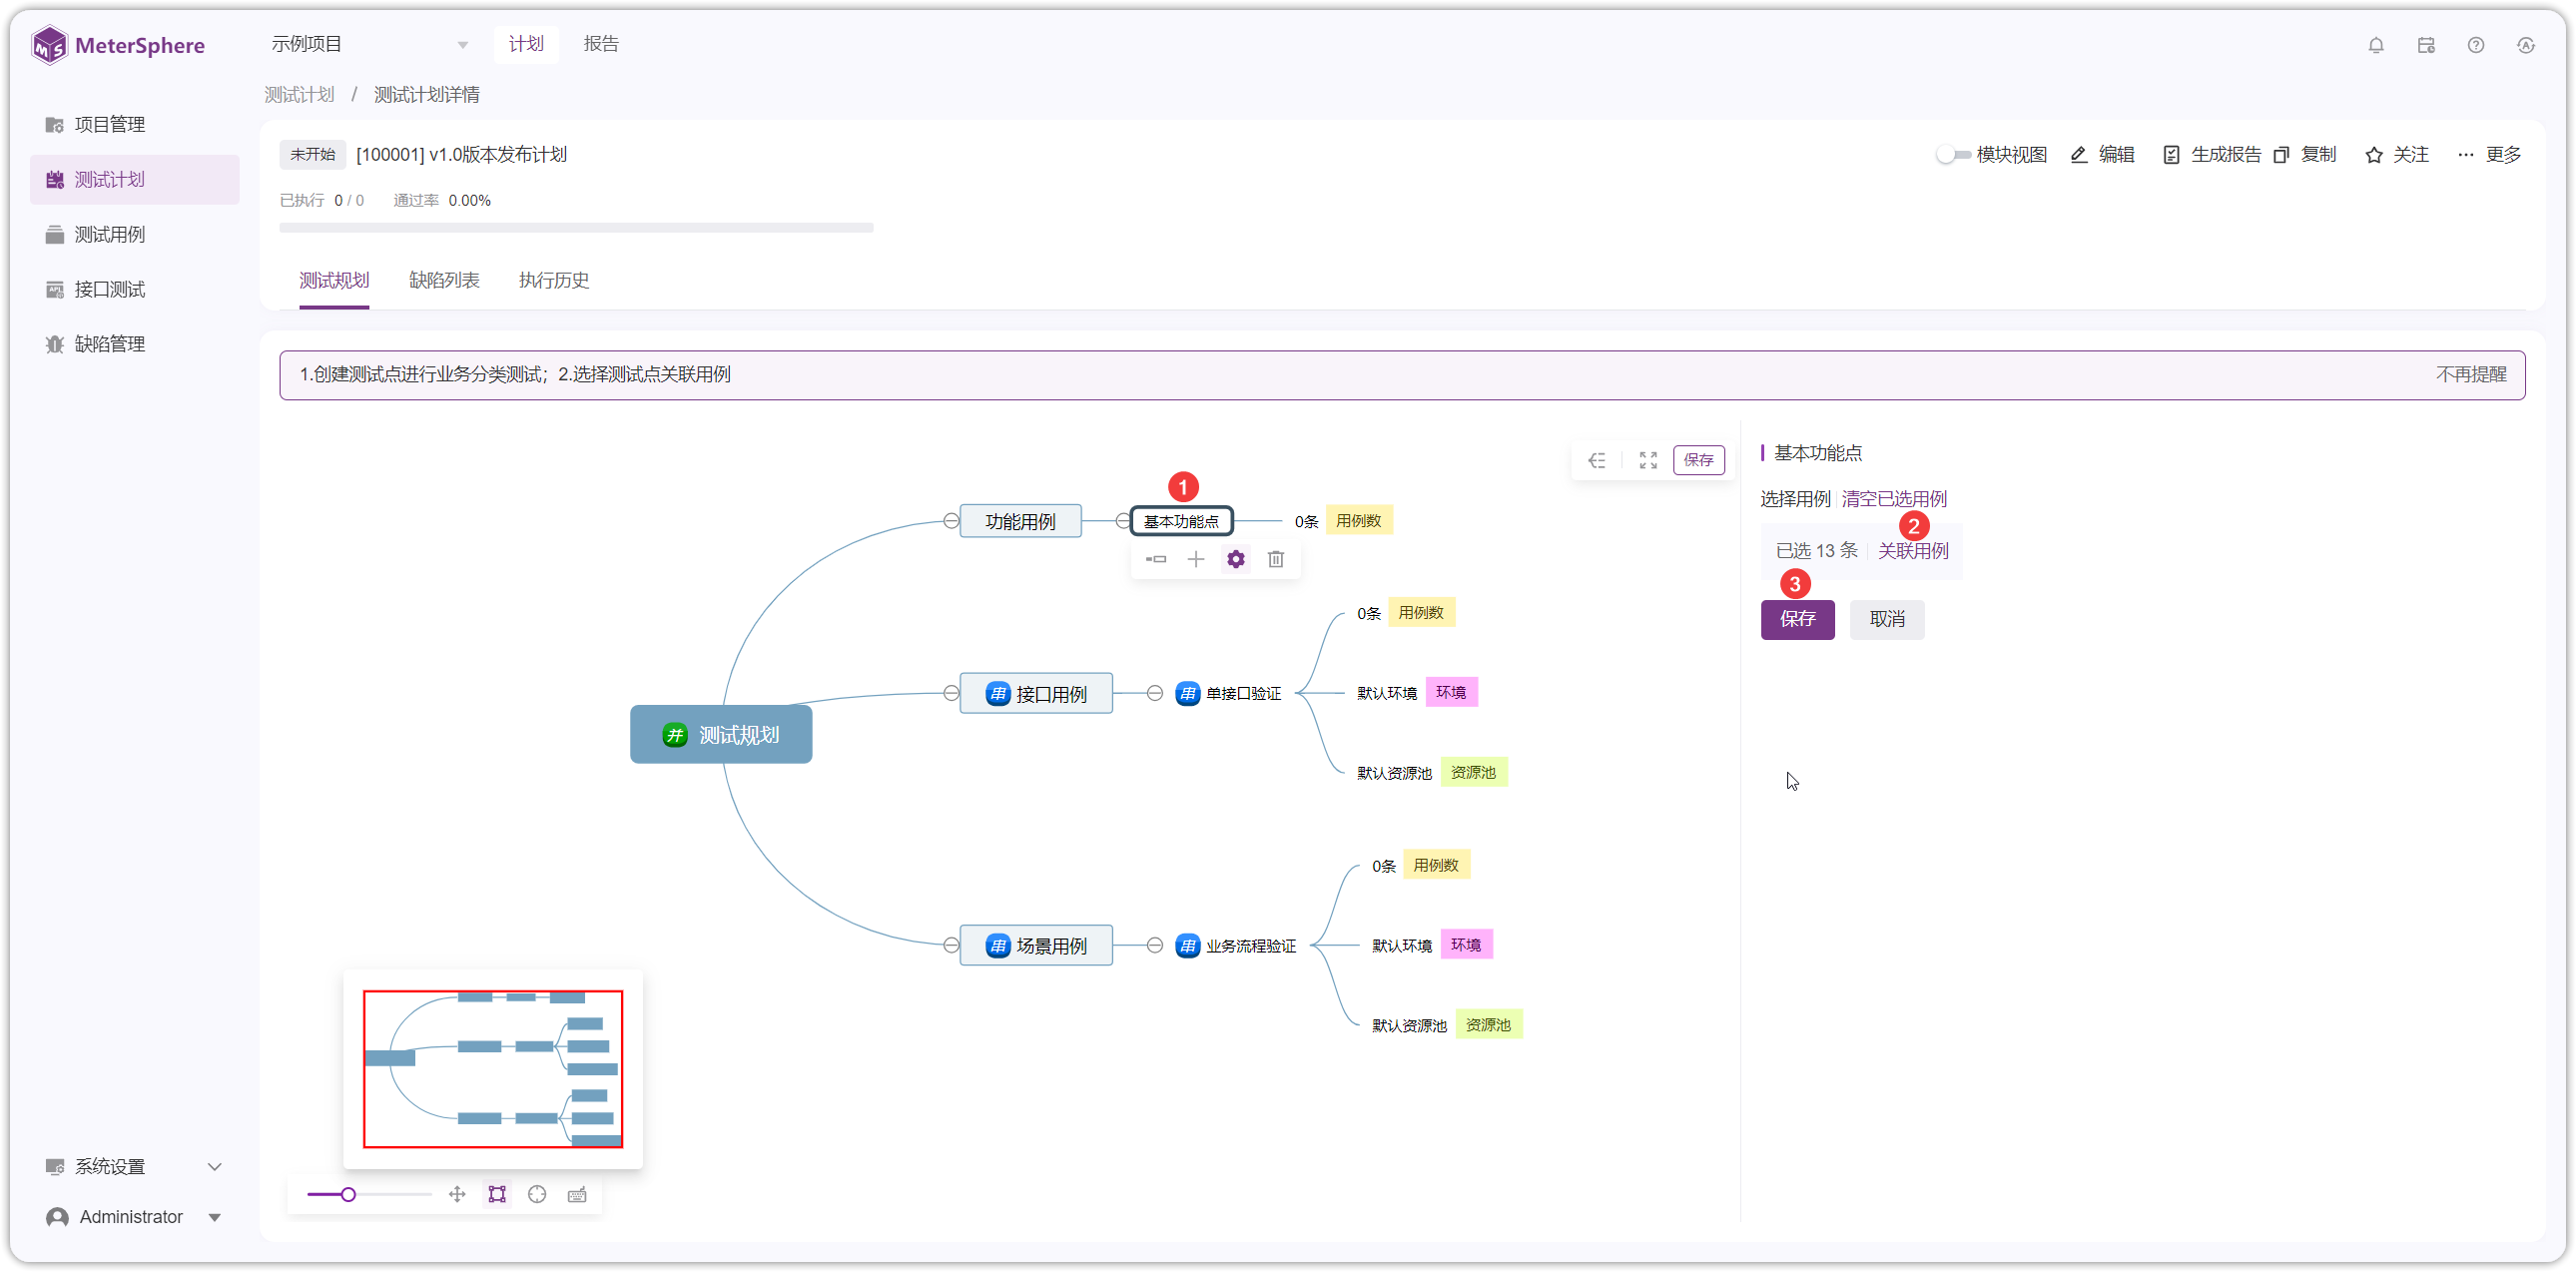 MeterSphere
示例项目
计划
报告
测试计划 / 测试计划详情
项目管理
测试计划
测试用例
接口测试
缺陷管理
系统设置
Administrator
未开始 [100001] v1.0版本发布计划
模块视图
编辑
生成报告
复制
关注
更多
已执行 0 / 0 通过率 0.00%
测试规划
缺陷列表
执行历史
1.创建测试点进行业务分类测试；2.选择测试点关联用例
不再提醒
保存
1
功能用例
基本功能点
0条 用例数
0条 用例数
串 接口用例
串 单接口验证
默认环境 环境
默认资源池 资源池
并 测试规划
0条 用例数
串 场景用例
串 业务流程验证
默认环境 环境
默认资源池 资源池
基本功能点
选择用例 清空已选用例
2
已选 13 条 关联用例
3
保存
取消